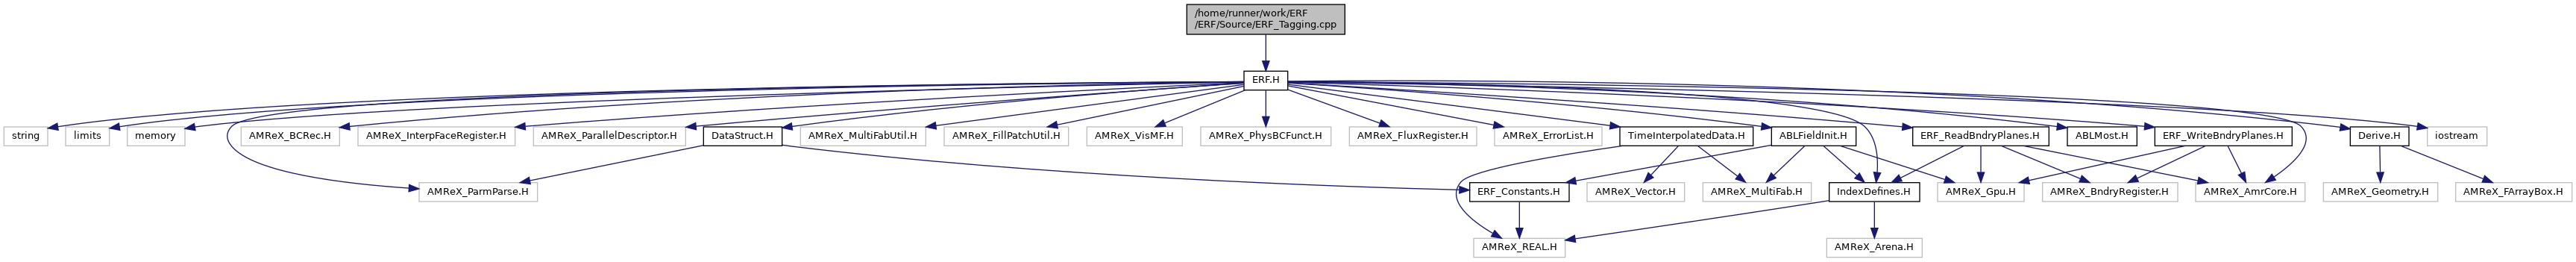 /home/runner/work/ERF
/ERF/Source/ERF_Tagging.cpp
ERF.H
string
limits
memory
AMReX_BCRec.H
AMReX_InterpFaceRegister.H
AMReX_ParallelDescriptor.H
DataStruct.H
AMReX_MultiFabUtil.H
AMReX_FillPatchUtil.H
AMReX_VisMF.H
AMReX_PhysBCFunct.H
AMReX_FluxRegister.H
AMReX_ErrorList.H
TimeInterpolatedData.H
ABLFieldInit.H
ERF_ReadBndryPlanes.H
ABLMost.H
ERF_WriteBndryPlanes.H
Derive.H
iostream
AMReX_ParmParse.H
ERF_Constants.H
AMReX_Vector.H
AMReX_MultiFab.H
IndexDefines.H
AMReX_Gpu.H
AMReX_BndryRegister.H
AMReX_AmrCore.H
AMReX_Geometry.H
AMReX_FArrayBox.H
AMReX_REAL.H
AMReX_Arena.H